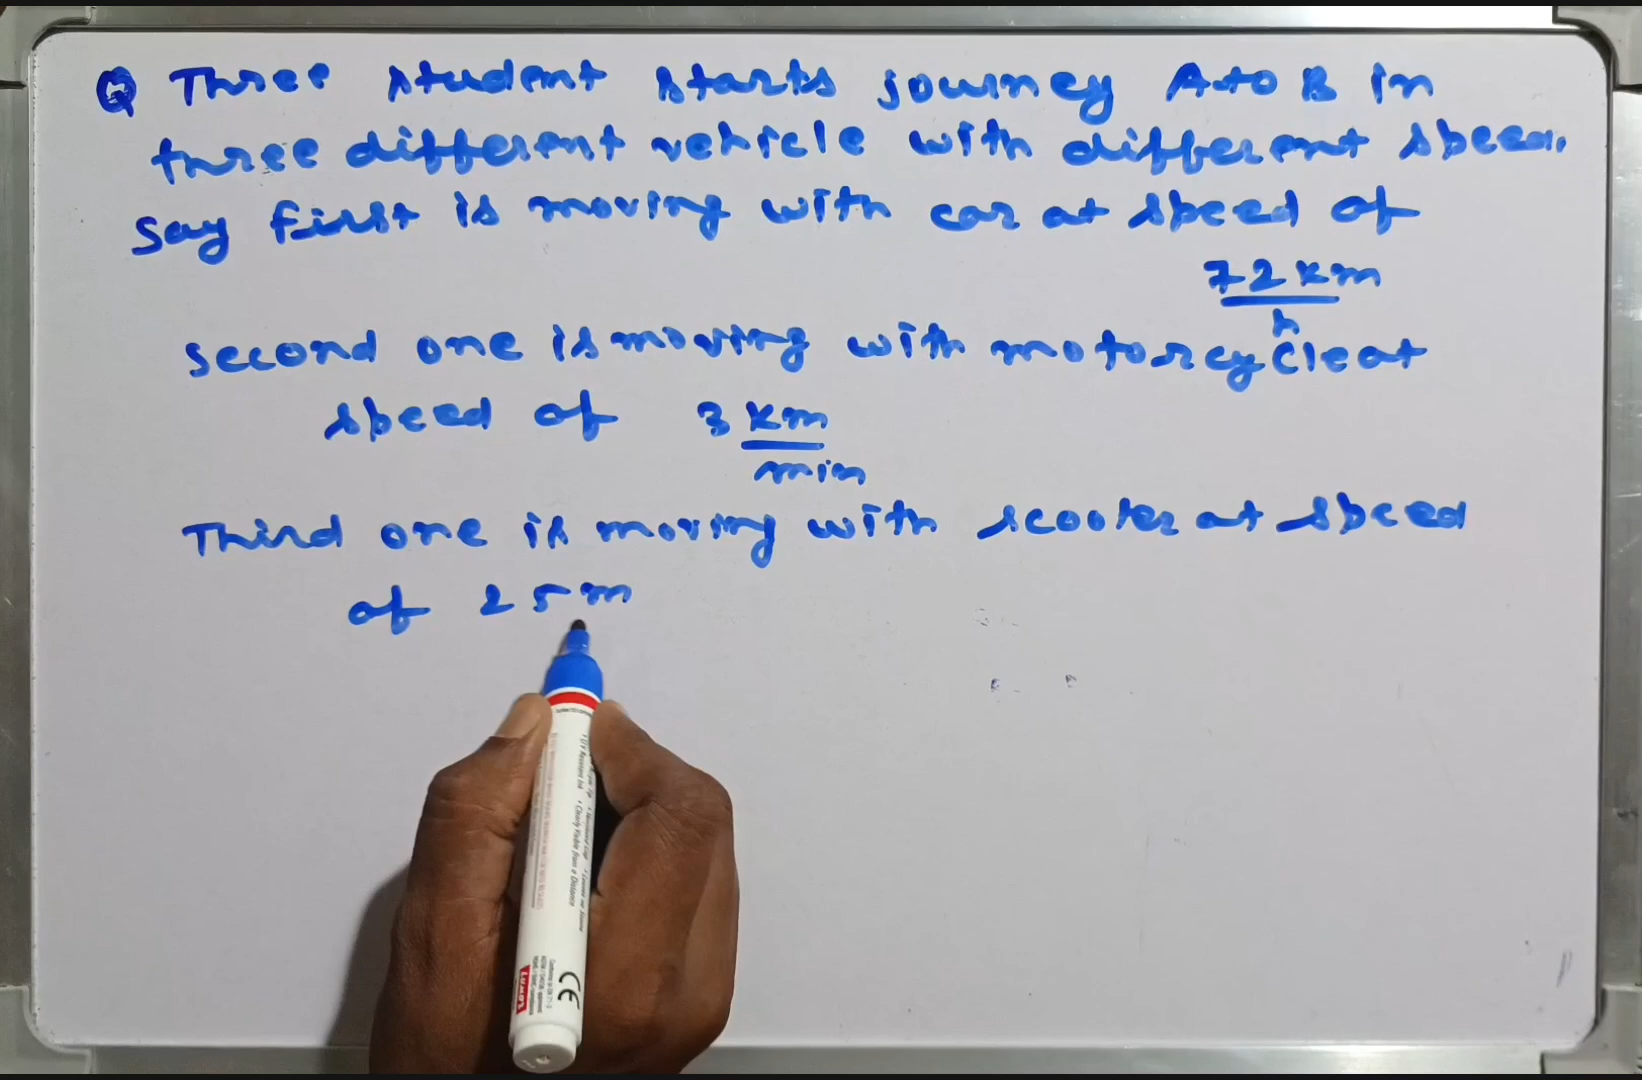 Q Three student starts journey A to B in
three different vehicle with different speed.
Say first is moving with car at speed of
72 km
h
Second one is moving with motorcycle at
speed of 3 km
min
Third one is moving with scooter at speed
of 25 m
CE
LUXOR